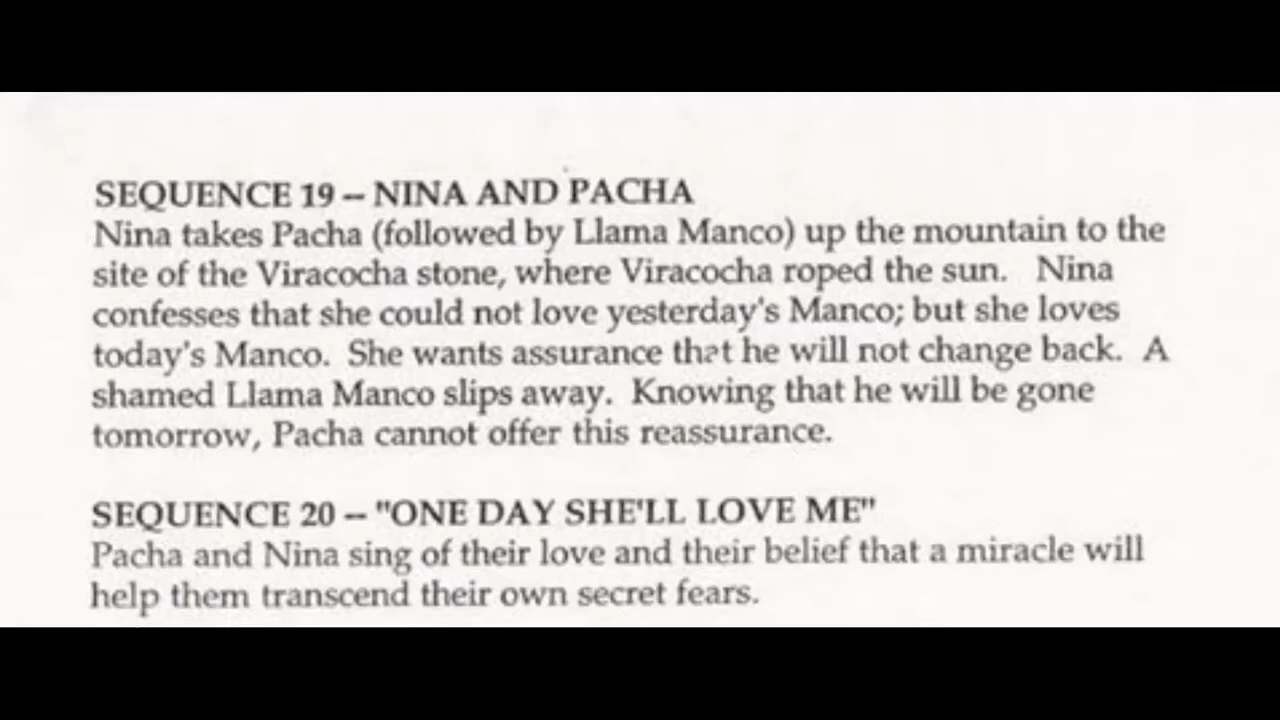 SEQUENCE 19 – NINA AND PACHA
Nina takes Pacha (followed by Llama Manco) up the mountain to the
site of the Viracocha stone, where Viracocha roped the sun. Nina
confesses that she could not love yesterday's Manco; but she loves
today's Manco. She wants assurance that he will not change back. A
shamed Llama Manco slips away. Knowing that he will be gone
tomorrow, Pacha cannot offer this reassurance.
SEQUENCE 20 – "ONE DAY SHE'LL LOVE ME"
Pacha and Nina sing of their love and their belief that a miracle will
help them transcend their own secret fears.